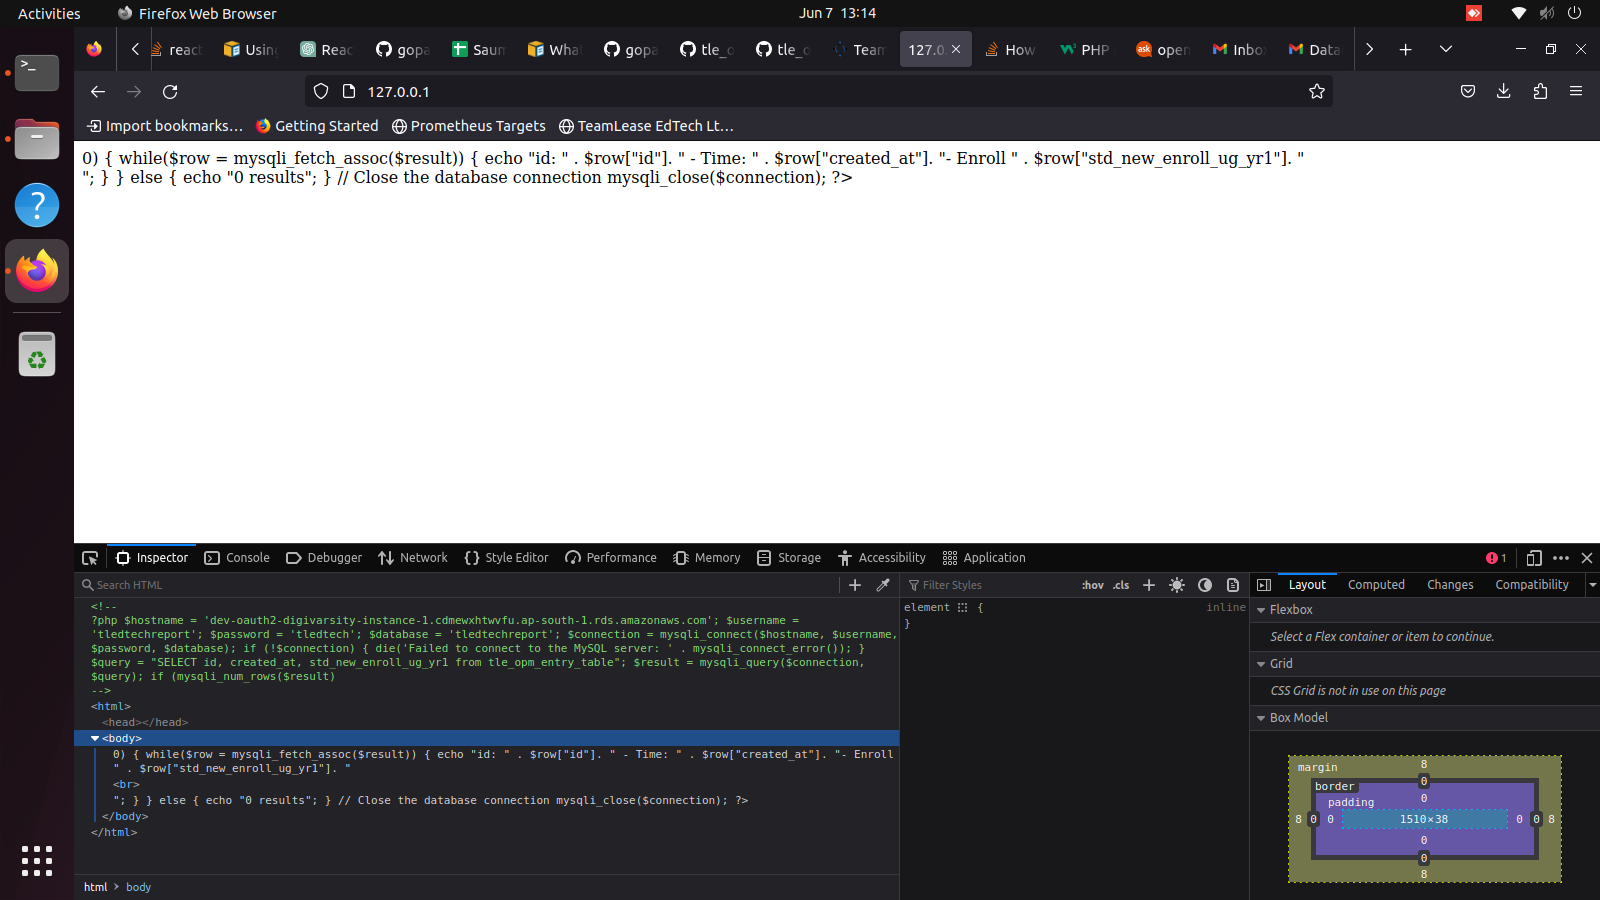 Activities
Firefox Web Browser
Jun 7 13:14
react
Using
Reac
gopa
Saum
What
gopa
tle_o
tle_o
Team
127.0.
How
PHP
open
Inbo
Data
127.0.0.1
Import bookmarks...
Getting Started
Prometheus Targets
TeamLease EdTech Lt...
0) { while($row = mysqli_fetch_assoc($result)) { echo "id: " . $row["id"]. " - Time: " . $row["created_at"]. "- Enroll " . $row["std_new_enroll_ug_yr1"]. "
"; } } else { echo "0 results"; } // Close the database connection mysqli_close($connection); ?>
Inspector
Console
Debugger
Network
Style Editor
Performance
Memory
Storage
Accessibility
Application
1
Search HTML
<!--
?php $hostname = 'dev-oauth2-digivarsity-instance-1.cdmewxhtwvfu.ap-south-1.rds.amazonaws.com'; $username =
'tledtechreport'; $password = 'tledtech'; $database = 'tledtechreport'; $connection = mysqli_connect($hostname, $username,
$password, $database); if (!$connection) { die('Failed to connect to the MySQL server: ' . mysqli_connect_error()); }
$query = "SELECT id, created_at, std_new_enroll_ug_yr1 from tle_opm_entry_table"; $result = mysqli_query($connection,
$query); if (mysqli_num_rows($result)
-->
<html>
<head></head>
<body>
0) { while($row = mysqli_fetch_assoc($result)) { echo "id: " . $row["id"]. " - Time: " . $row["created_at"]. "- Enroll
" . $row["std_new_enroll_ug_yr1"]. "
<br>
"; } } else { echo "0 results"; } // Close the database connection mysqli_close($connection); ?>
</body>
</html>
html > body
Filter Styles
:hov .cls
element {
inline
}
Layout
Computed
Changes
Compatibility
Flexbox
Select a Flex container or item to continue.
Grid
CSS Grid is not in use on this page
Box Model
margin
8
border
0
padding
0
8 0 0 1510×38 0 0 8
0
0
8